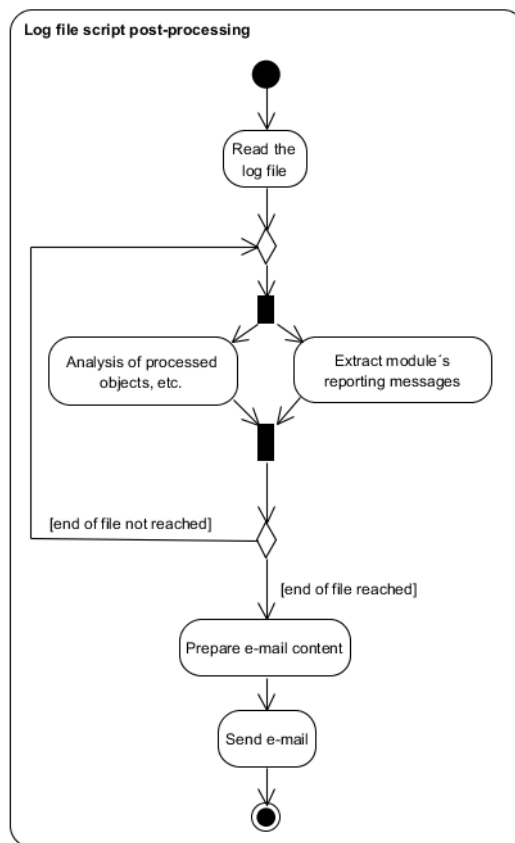 Log file script post-processing
Read the
log file
Analysis of processed
objects, etc.
Extract module´s
reporting messages
[end of file not reached]
[end of file reached]
Prepare e-mail content
Send e-mail